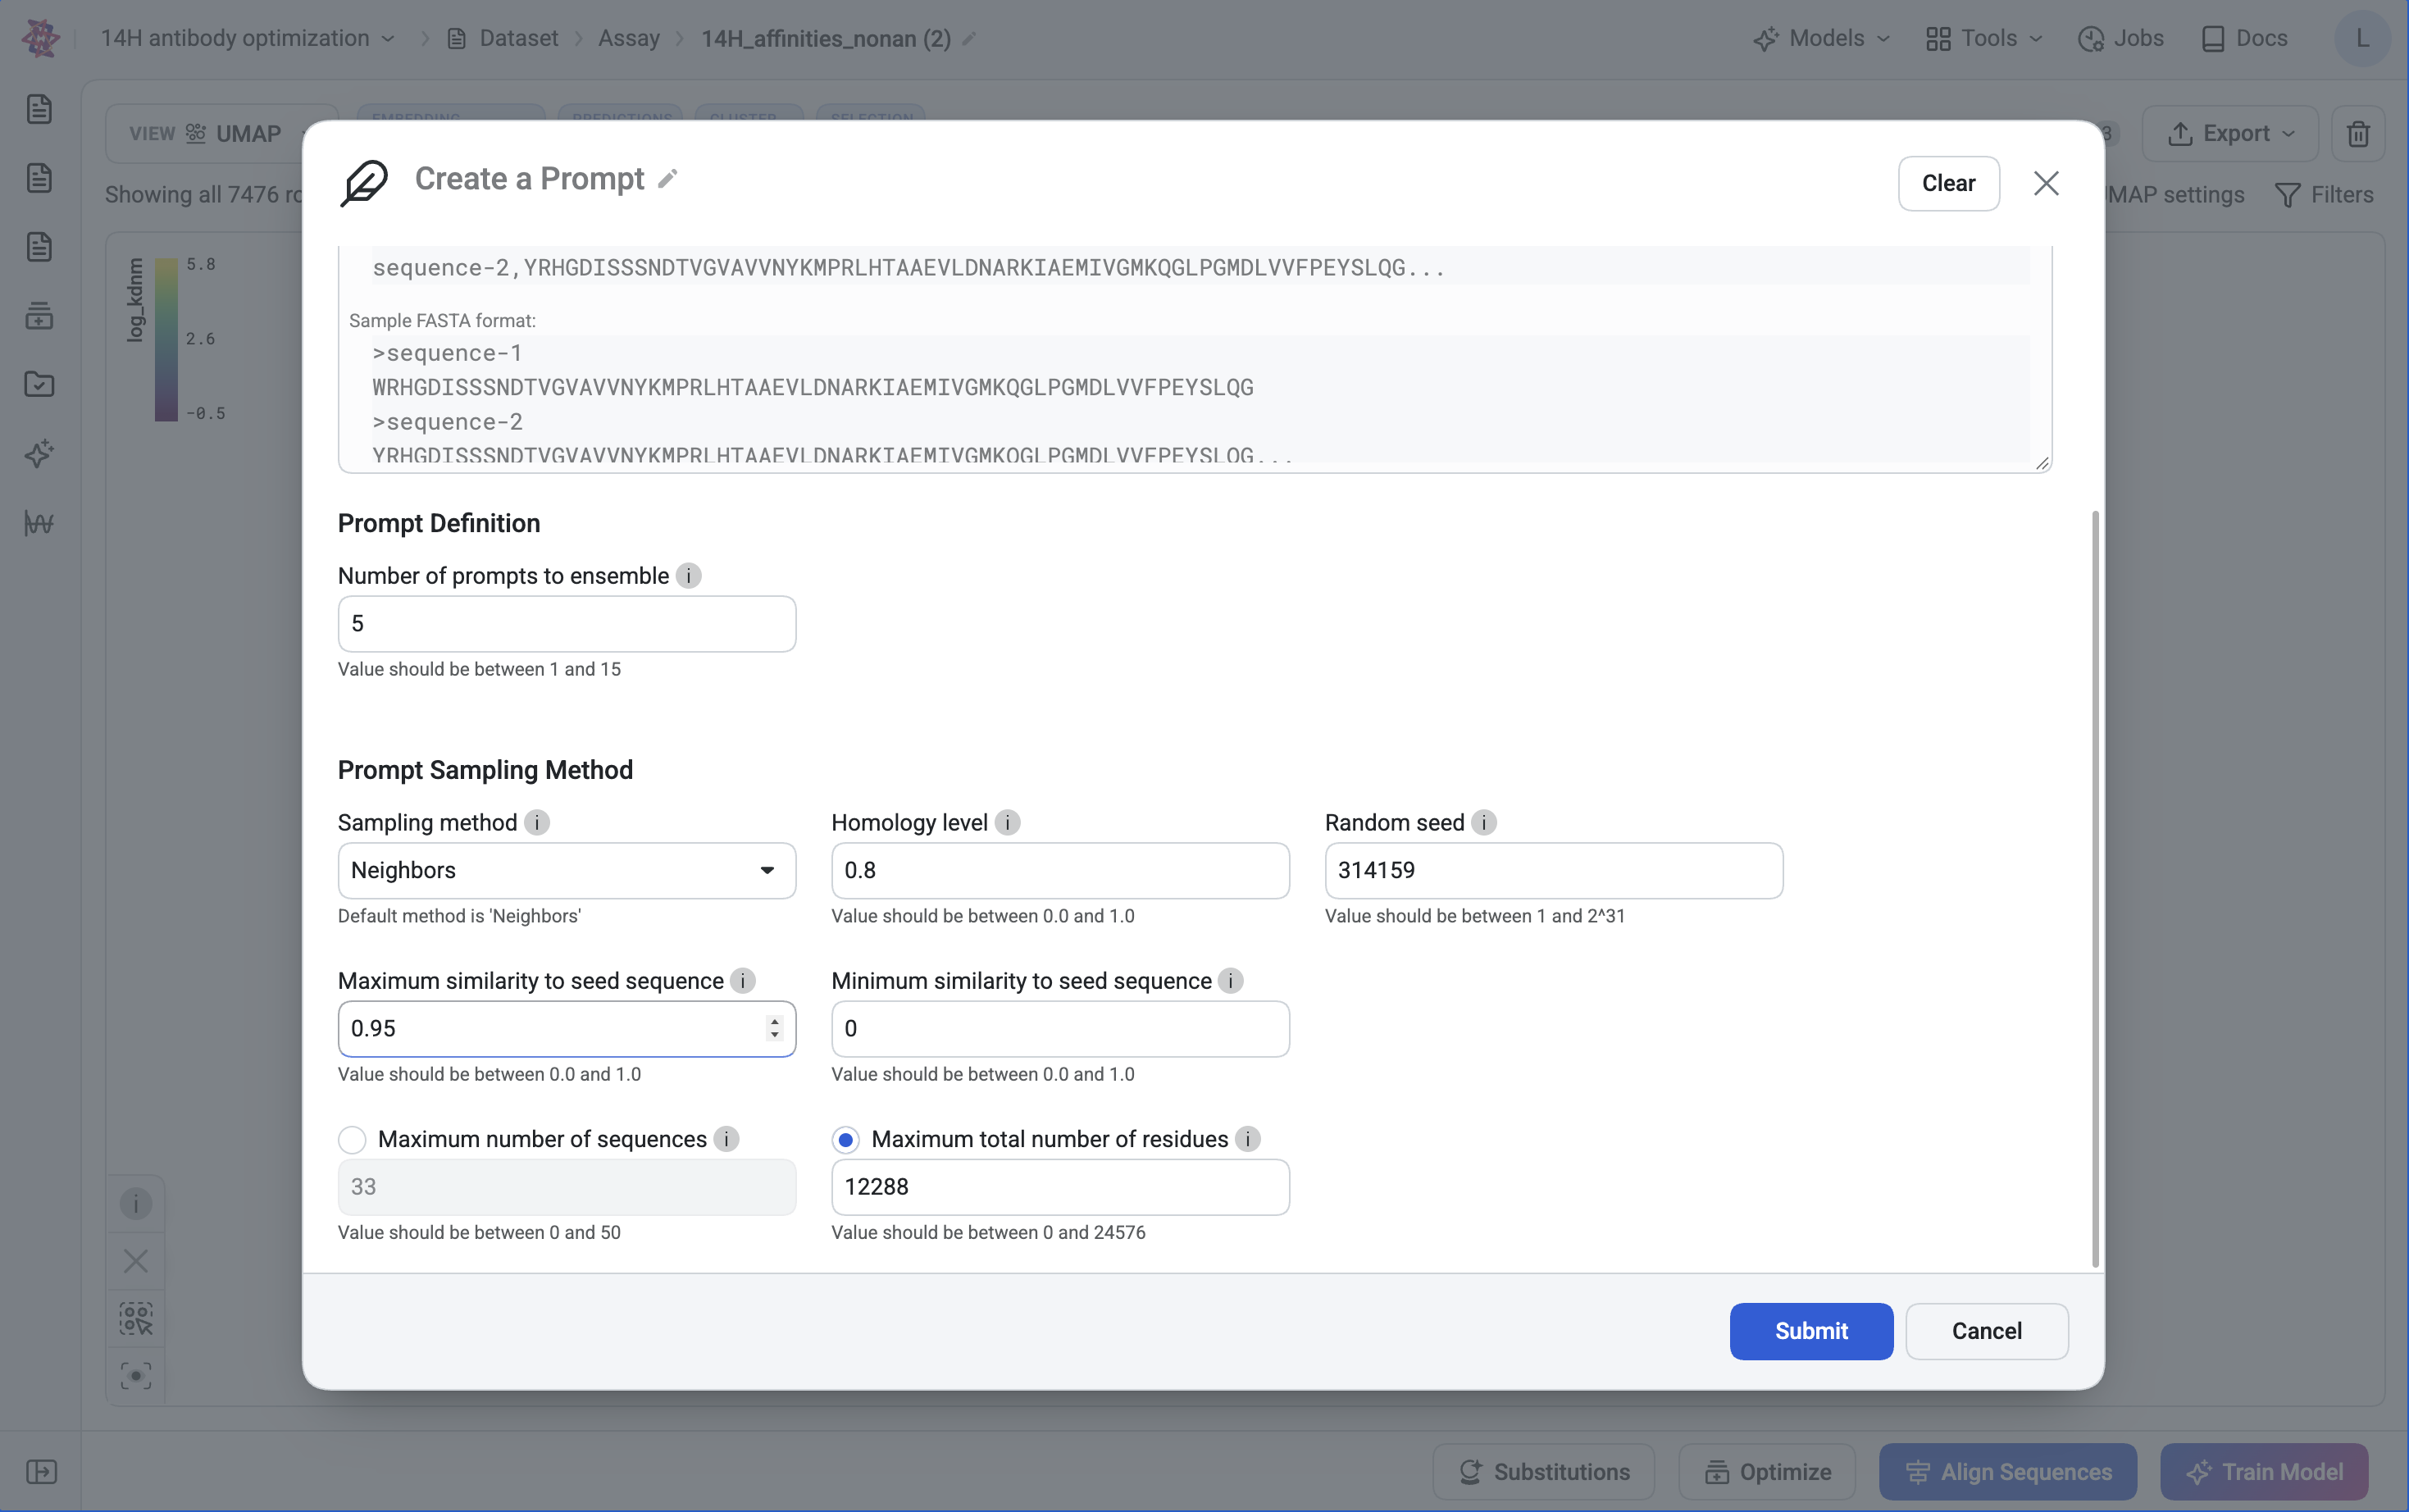 14H antibody optimization
Dataset
Assay
14H_affinities_nonan (2)
Models
Tools
Jobs
Docs
L
VIEW UMAP
EMBEDDING
PREDICTIONS
CLUSTER
SELECTION
3
Export
Showing all 7476
MAP settings
Filters
log_kdnm
5.8
2.6
-0.5
Create a Prompt
Clear
sequence-2,YRHGDISSSNDTVGVAVVNYKMPRLHTAAEVLDNARKIAEMIVGMKQGLPGMDLVVFPEYSLQG...
Sample FASTA format:
>sequence-1
WRHGDISSSNDTVGVAVVNYKMPRLHTAAEVLDNARKIAEMIVGMKQGLPGMDLVVFPEYSLQG
>sequence-2
YRHGDISSSNDTVGVAVVNYKMPRLHTAAEVLDNARKIAEMIVGMKQGLPGMDLVVFPEYSLQG...
Prompt Definition
Number of prompts to ensemble i
5
Value should be between 1 and 15
Prompt Sampling Method
Sampling method i
Neighbors
Default method is 'Neighbors'
Homology level i
0.8
Value should be between 0.0 and 1.0
Random seed i
314159
Value should be between 1 and 2^31
Maximum similarity to seed sequence i
0.95
Value should be between 0.0 and 1.0
Minimum similarity to seed sequence i
0
Value should be between 0.0 and 1.0
Maximum number of sequences i
33
Value should be between 0 and 50
Maximum total number of residues i
12288
Value should be between 0 and 24576
Submit
Cancel
i
Substitutions
Optimize
Align Sequences
Train Model